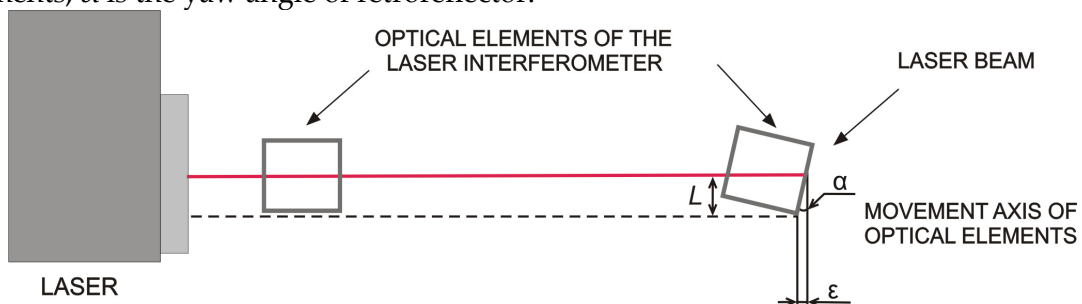 α is the yaw angle of retroreflector.
OPTICAL ELEMENTS OF THE
LASER INTERFEROMETER
LASER BEAM
L
α
MOVEMENT AXIS OF
OPTICAL ELEMENTS
LASER
ε